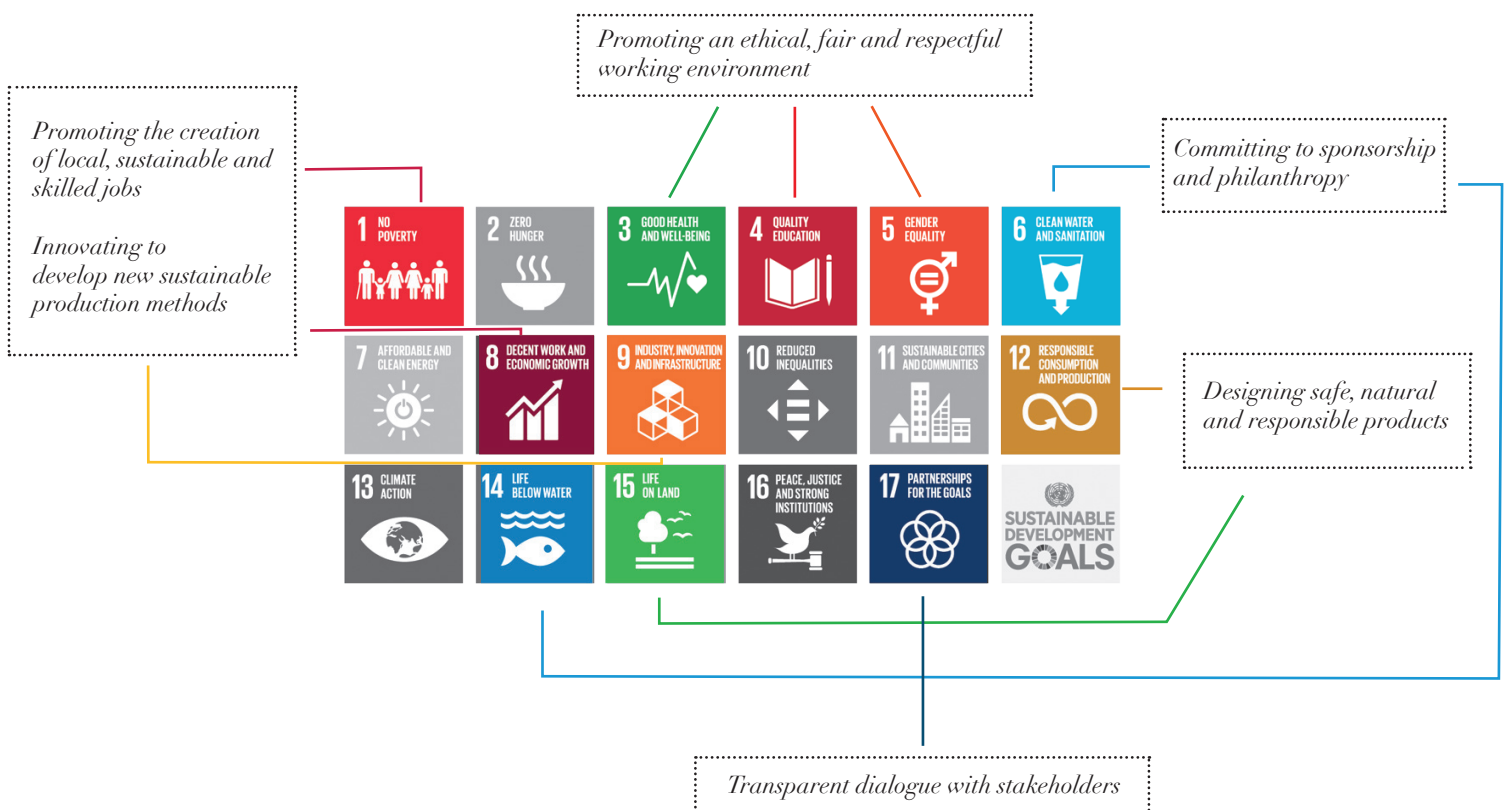 Promoting an ethical, fair and respectful
working environment
Promoting the creation
of local, sustainable and
skilled jobs
Innovating to
develop new sustainable
production methods
Committing to sponsorship
and philanthropy
1 NO
POVERTY
2 ZERO
HUNGER
3 GOOD HEALTH
AND WELL-BEING
4 QUALITY
EDUCATION
5 GENDER
EQUALITY
6 CLEAN WATER
AND SANITATION
7 AFFORDABLE AND
CLEAN ENERGY
8 DECENT WORK AND
ECONOMIC GROWTH
9 INDUSTRY, INNOVATION
AND INFRASTRUCTURE
10 REDUCED
INEQUALITIES
11 SUSTAINABLE CITIES
AND COMMUNITIES
12 RESPONSIBLE
CONSUMPTION
AND PRODUCTION
Designing safe, natural
and responsible products
13 CLIMATE
ACTION
14 LIFE
BELOW WATER
15 LIFE
ON LAND
16 PEACE, JUSTICE
AND STRONG
INSTITUTIONS
17 PARTNERSHIPS
FOR THE GOALS
SUSTAINABLE
DEVELOPMENT
GOALS
Transparent dialogue with stakeholders